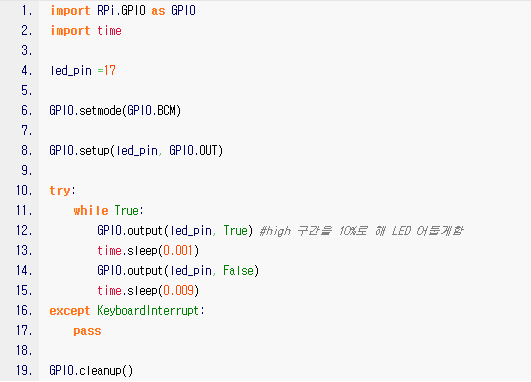 1. import RPi.GPIO as GPIO
2. import time
3.
4. led_pin =17
5.
6. GPIO.setmode(GPIO.BCM)
7.
8. GPIO.setup(led_pin, GPIO.OUT)
9.
10. try:
11. while True:
12. GPIO.output(led_pin, True) #high 구간을 10%로 해 LED 어둡게함
13. time.sleep(0.001)
14. GPIO.output(led_pin, False)
15. time.sleep(0.009)
16. except KeyboardInterrupt:
17. pass
18.
19. GPIO.cleanup()